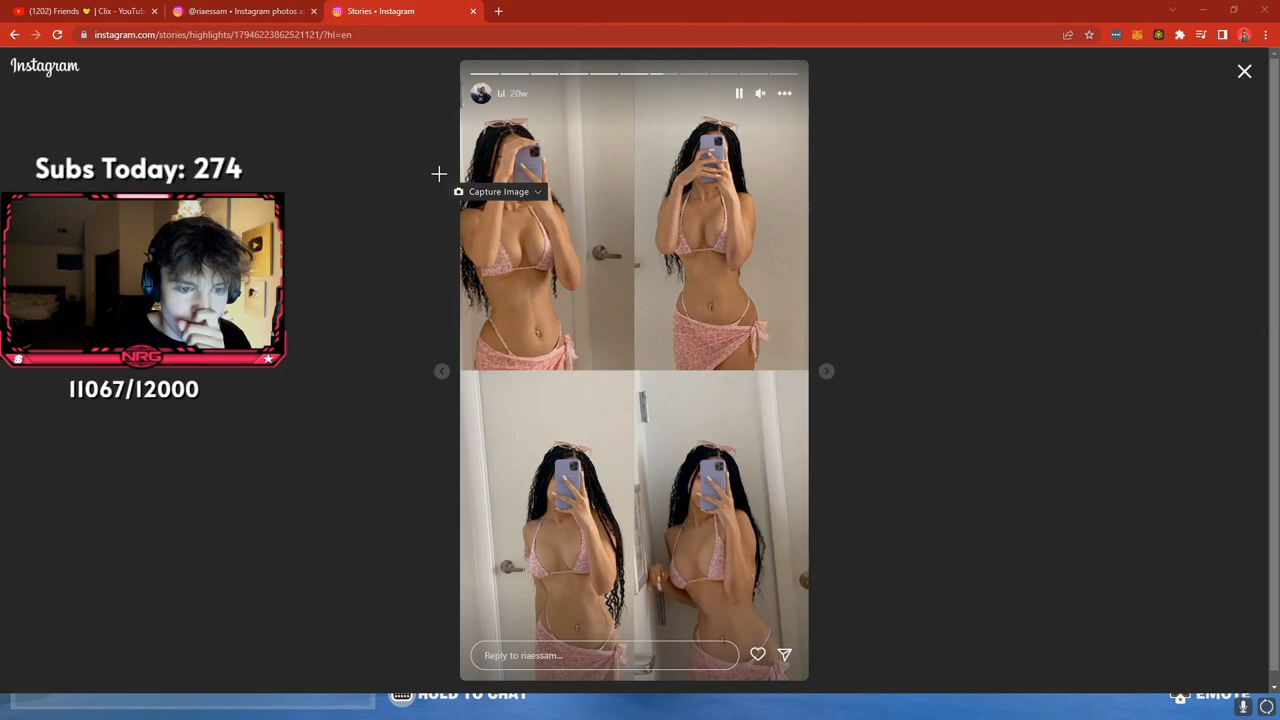 (1202) Friends 💛 | Clix - YouTub
@riaessam • Instagram photos a
Stories • Instagram
instagram.com/stories/highlights/17946223862521121/?hl=en
Instagram
lil 20w
Subs Today: 274
Capture Image
NRG
11067/12000
Reply to riaessam...
HOLD TO CHAT
EMOTE